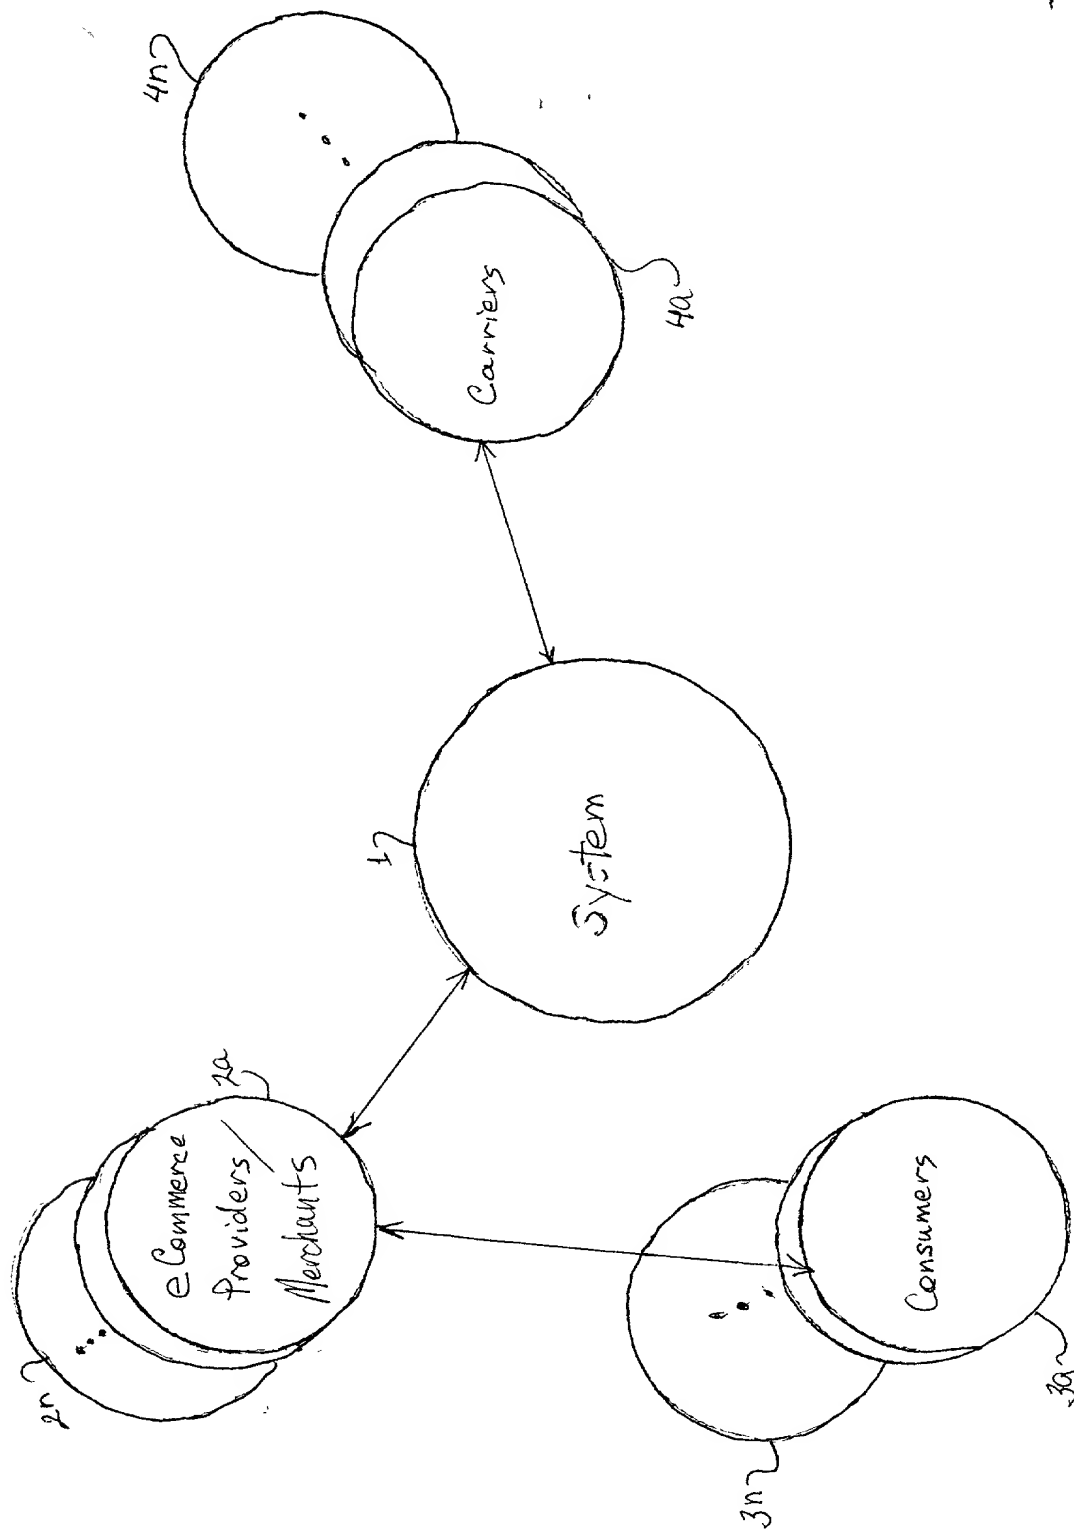 2n
2a
eCommerce
Providers/
Merchants
1
System
4n
Carriers
4a
3n
Consumers
3a